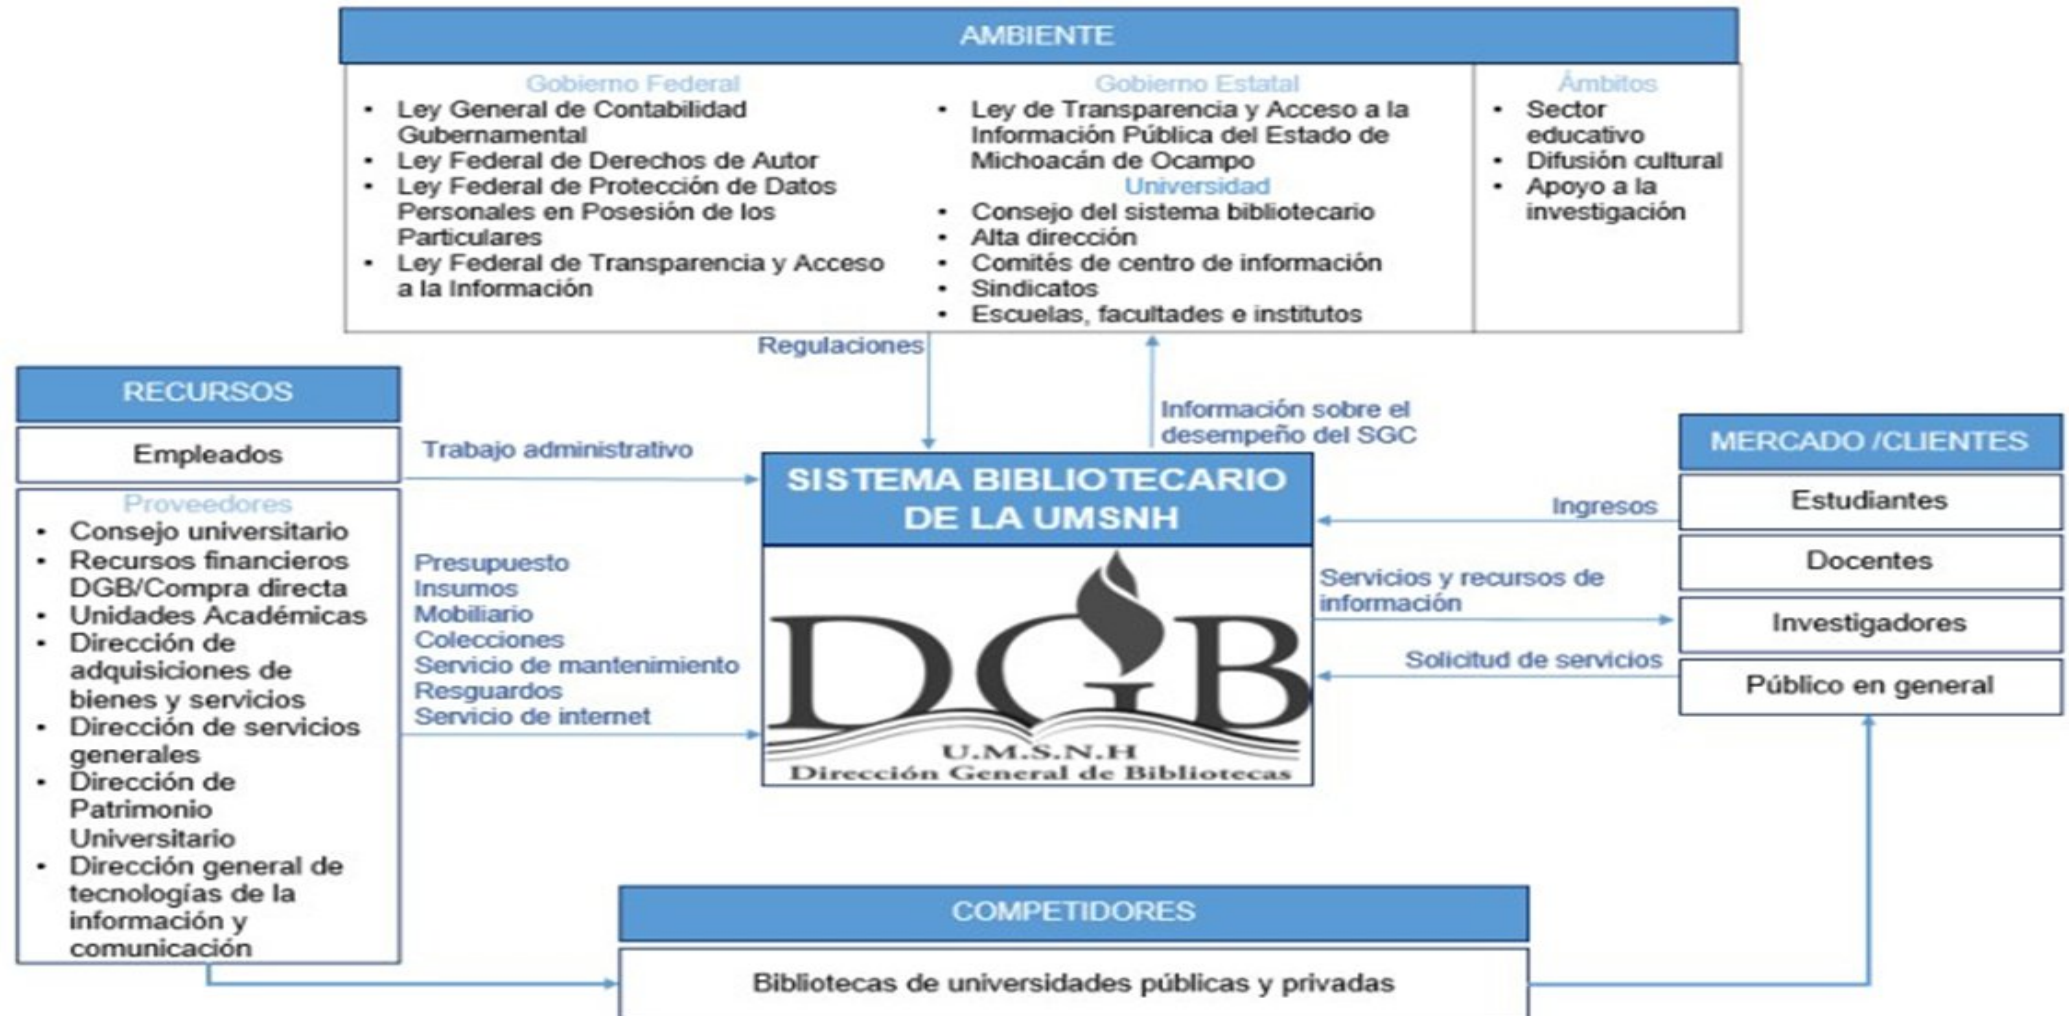 AMBIENTE
Gobierno Federal
• Ley General de Contabilidad
Gubernamental
• Ley Federal de Derechos de Autor
• Ley Federal de Protección de Datos
Personales en Posesión de los
Particulares
• Ley Federal de Transparencia y Acceso
a la Información
Gobierno Estatal
• Ley de Transparencia y Acceso a la
Información Pública del Estado de
Michoacán de Ocampo
Universidad
• Consejo del sistema bibliotecario
• Alta dirección
• Comités de centro de información
• Sindicatos
• Escuelas, facultades e institutos
Ámbitos
• Sector
educativo
• Difusión cultural
• Apoyo a la
investigación
Regulaciones
Información sobre el
desempeño del SGC
RECURSOS
Empleados
Proveedores
• Consejo universitario
• Recursos financieros
DGB/Compra directa
• Unidades Académicas
• Dirección de
adquisiciones de
bienes y servicios
• Dirección de servicios
generales
• Dirección de
Patrimonio
Universitario
• Dirección general de
tecnologías de la
información y
comunicación
Trabajo administrativo
Presupuesto
Insumos
Mobiliario
Colecciones
Servicio de mantenimiento
Resguardos
Servicio de internet
SISTEMA BIBLIOTECARIO
DE LA UMSNH
DGB
U.M.S.N.H
Dirección General de Bibliotecas
Ingresos
Servicios y recursos de
información
Solicitud de servicios
MERCADO /CLIENTES
Estudiantes
Docentes
Investigadores
Público en general
COMPETIDORES
Bibliotecas de universidades públicas y privadas